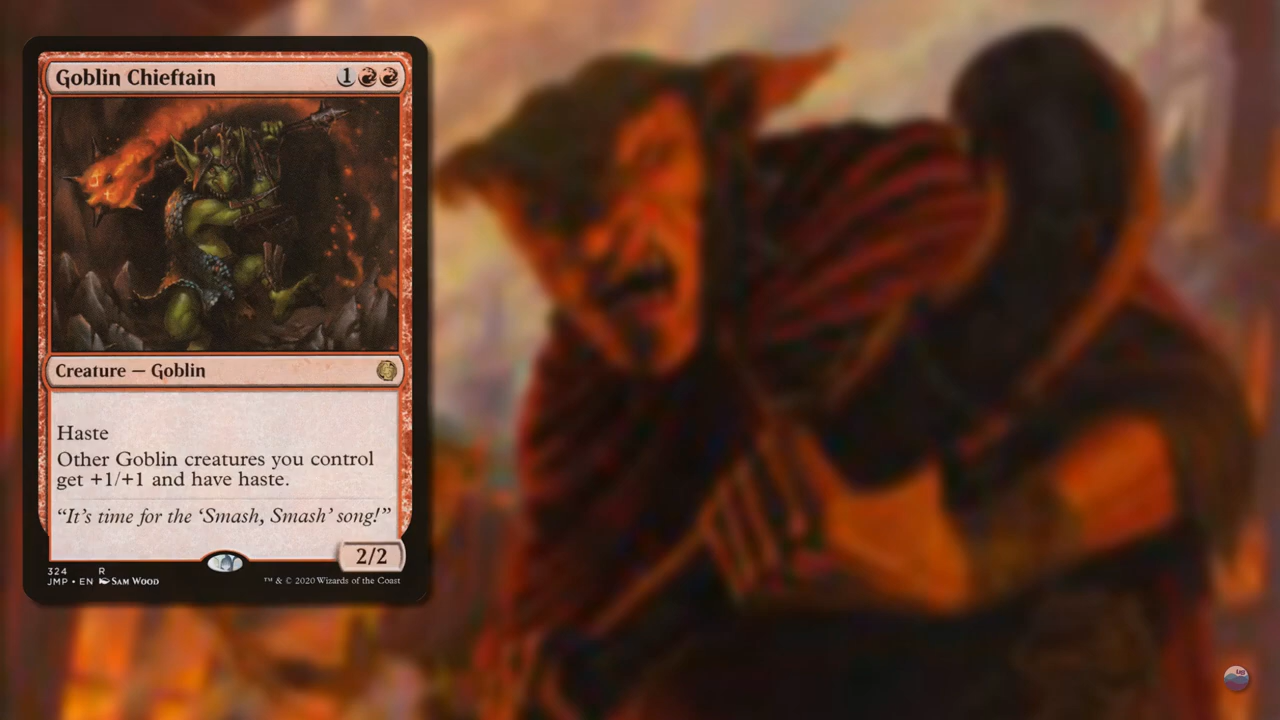 Goblin Chieftain 1
Creature — Goblin
Haste
Other Goblin creatures you control
get +1/+1 and have haste.
“It’s time for the ‘Smash, Smash’ song!”
2/2
324 R
JMP • EN Sam Wood
™ & © 2020 Wizards of the Coast